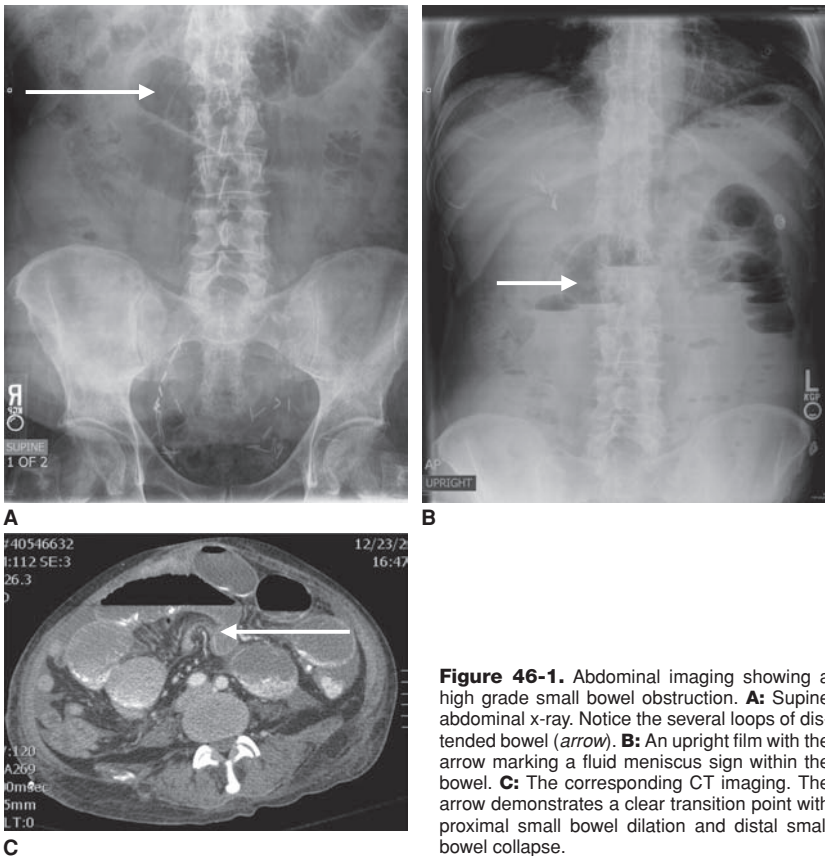 SUPINE
1 OF 2
A
L
KGP
AP
UPRIGHT
B
#40546632
12/23/2
16:47
:112 SE:3
26.3
:120
A269
0msec
5mm
LT:0
C
Figure 46-1. Abdominal imaging showing a
high grade small bowel obstruction. A: Supine
abdominal x-ray. Notice the several loops of dis-
tended bowel (arrow). B: An upright film with the
arrow marking a fluid meniscus sign within the
bowel. C: The corresponding CT imaging. The
arrow demonstrates a clear transition point with
proximal small bowel dilation and distal small
bowel collapse.